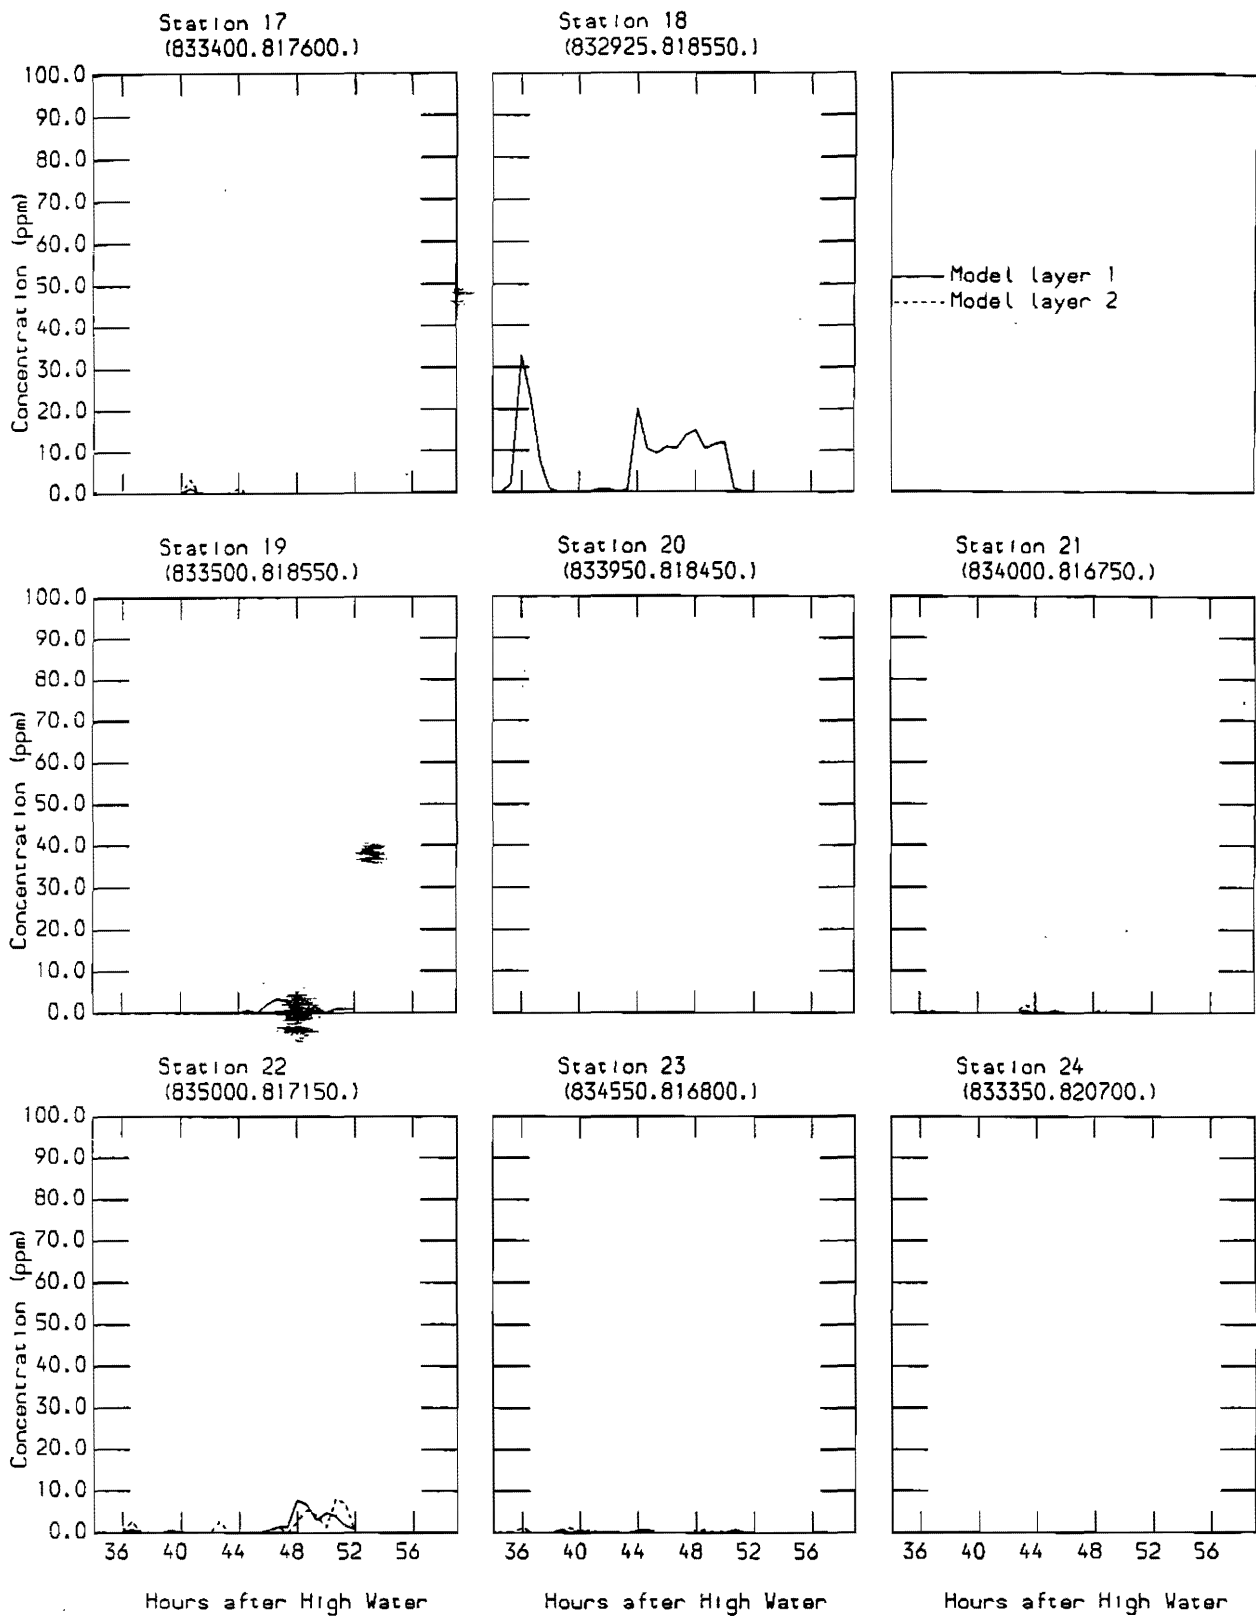 Station 17
(833400.817600.)
Station 18
(832925.818550.)
100.0
90.0
80.0
70.0
60.0
50.0
40.0
30.0
20.0
10.0
0.0
Concentration (ppm)
Model layer 1
Model layer 2
Station 19
(833500.818550.)
Station 20
(833950.818450.)
Station 21
(834000.816750.)
100.0
90.0
80.0
70.0
60.0
50.0
40.0
30.0
20.0
10.0
0.0
Concentration (ppm)
Station 22
(835000.817150.)
Station 23
(834550.816800.)
Station 24
(833350.820700.)
100.0
90.0
80.0
70.0
60.0
50.0
40.0
30.0
20.0
10.0
0.0
Concentration (ppm)
36 40 44 48 52 56
36 40 44 48 52 56
36 40 44 48 52 56
Hours after High Water
Hours after High Water
Hours after High Water